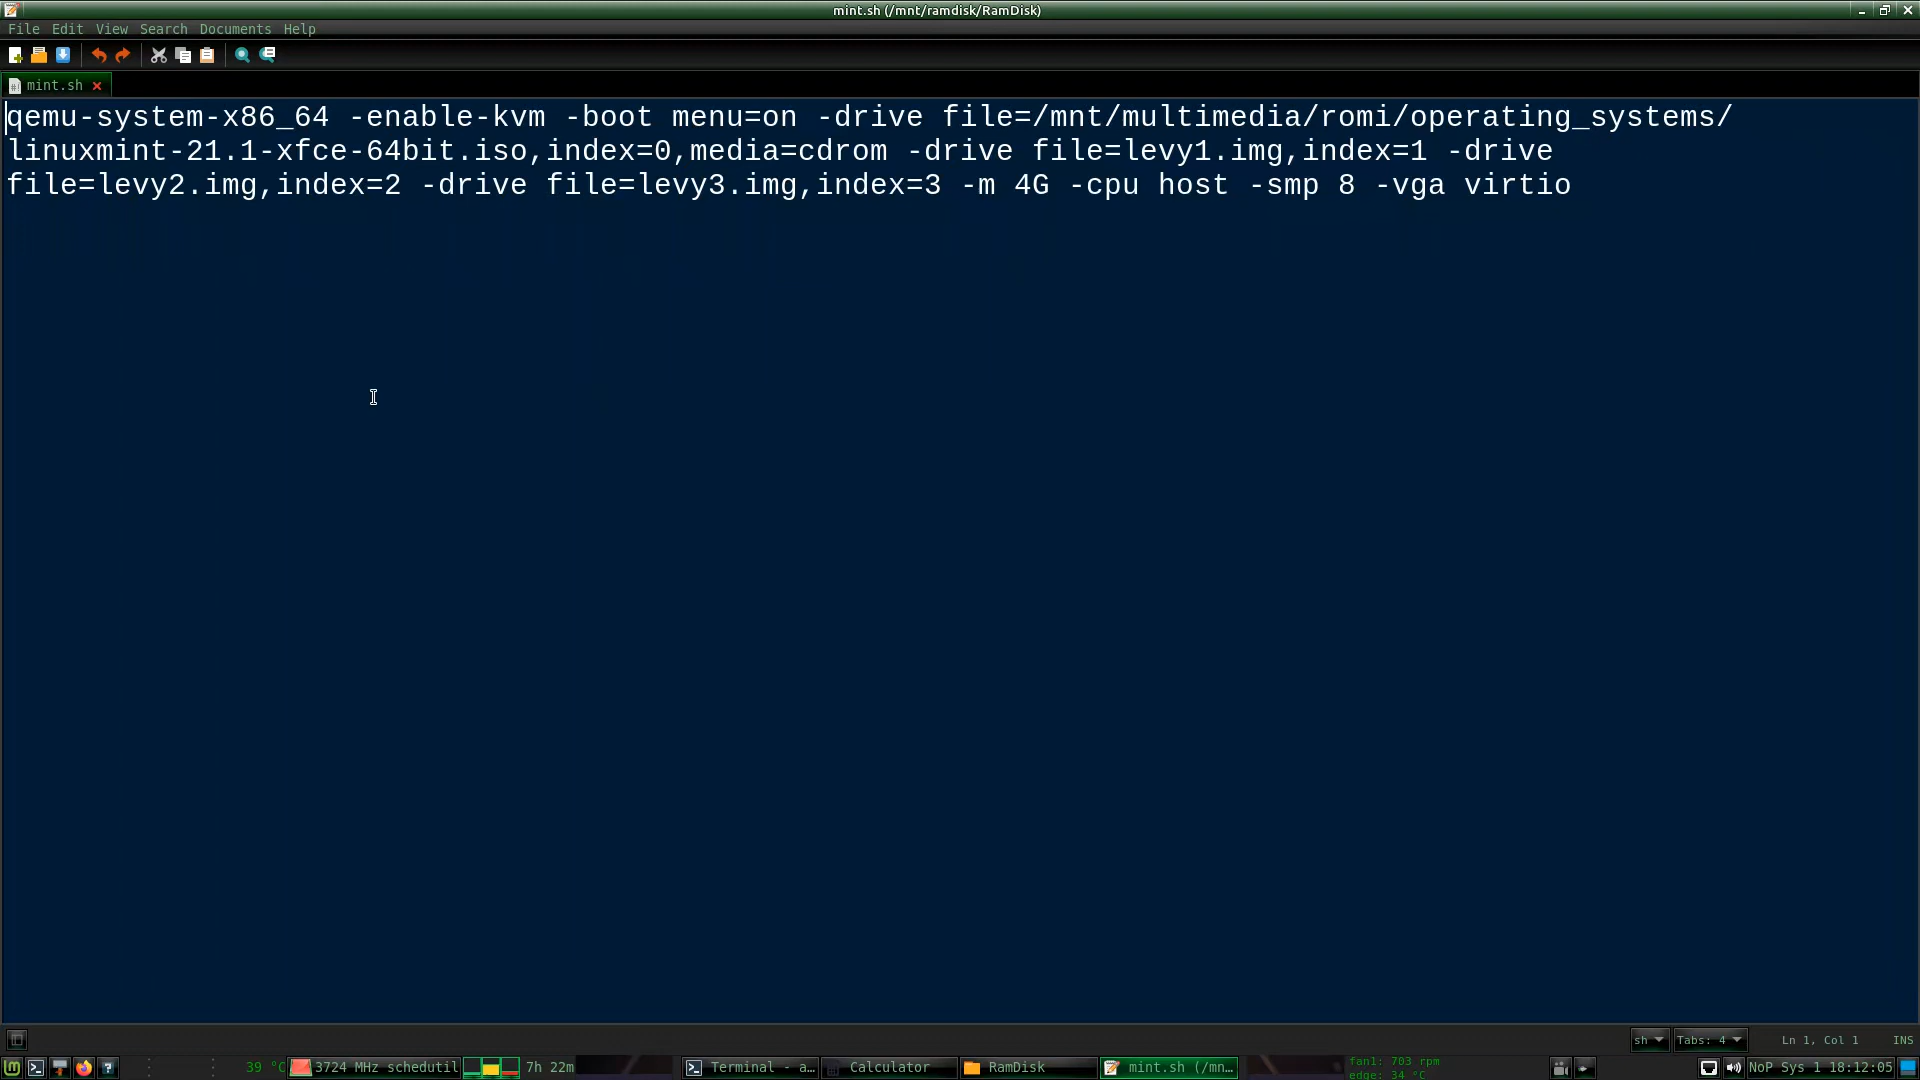 mint.sh (/mnt/ramdisk/RamDisk)
File Edit View Search Documents Help
mint.sh
qemu-system-x86_64 -enable-kvm -boot menu=on -drive file=/mnt/multimedia/romi/operating_systems/
linuxmint-21.1-xfce-64bit.iso,index=0,media=cdrom -drive file=levy1.img,index=1 -drive
file=levy2.img,index=2 -drive file=levy3.img,index=3 -m 4G -cpu host -smp 8 -vga virtio
sh Tabs: 4 Ln 1, Col 1 INS
39 °C 3724 MHz schedutil 7h 22m Terminal - a... Calculator RamDisk mint.sh (/mn... fan1: 703 rpm
edge: 34 °C NoP Sys 1 18:12:05